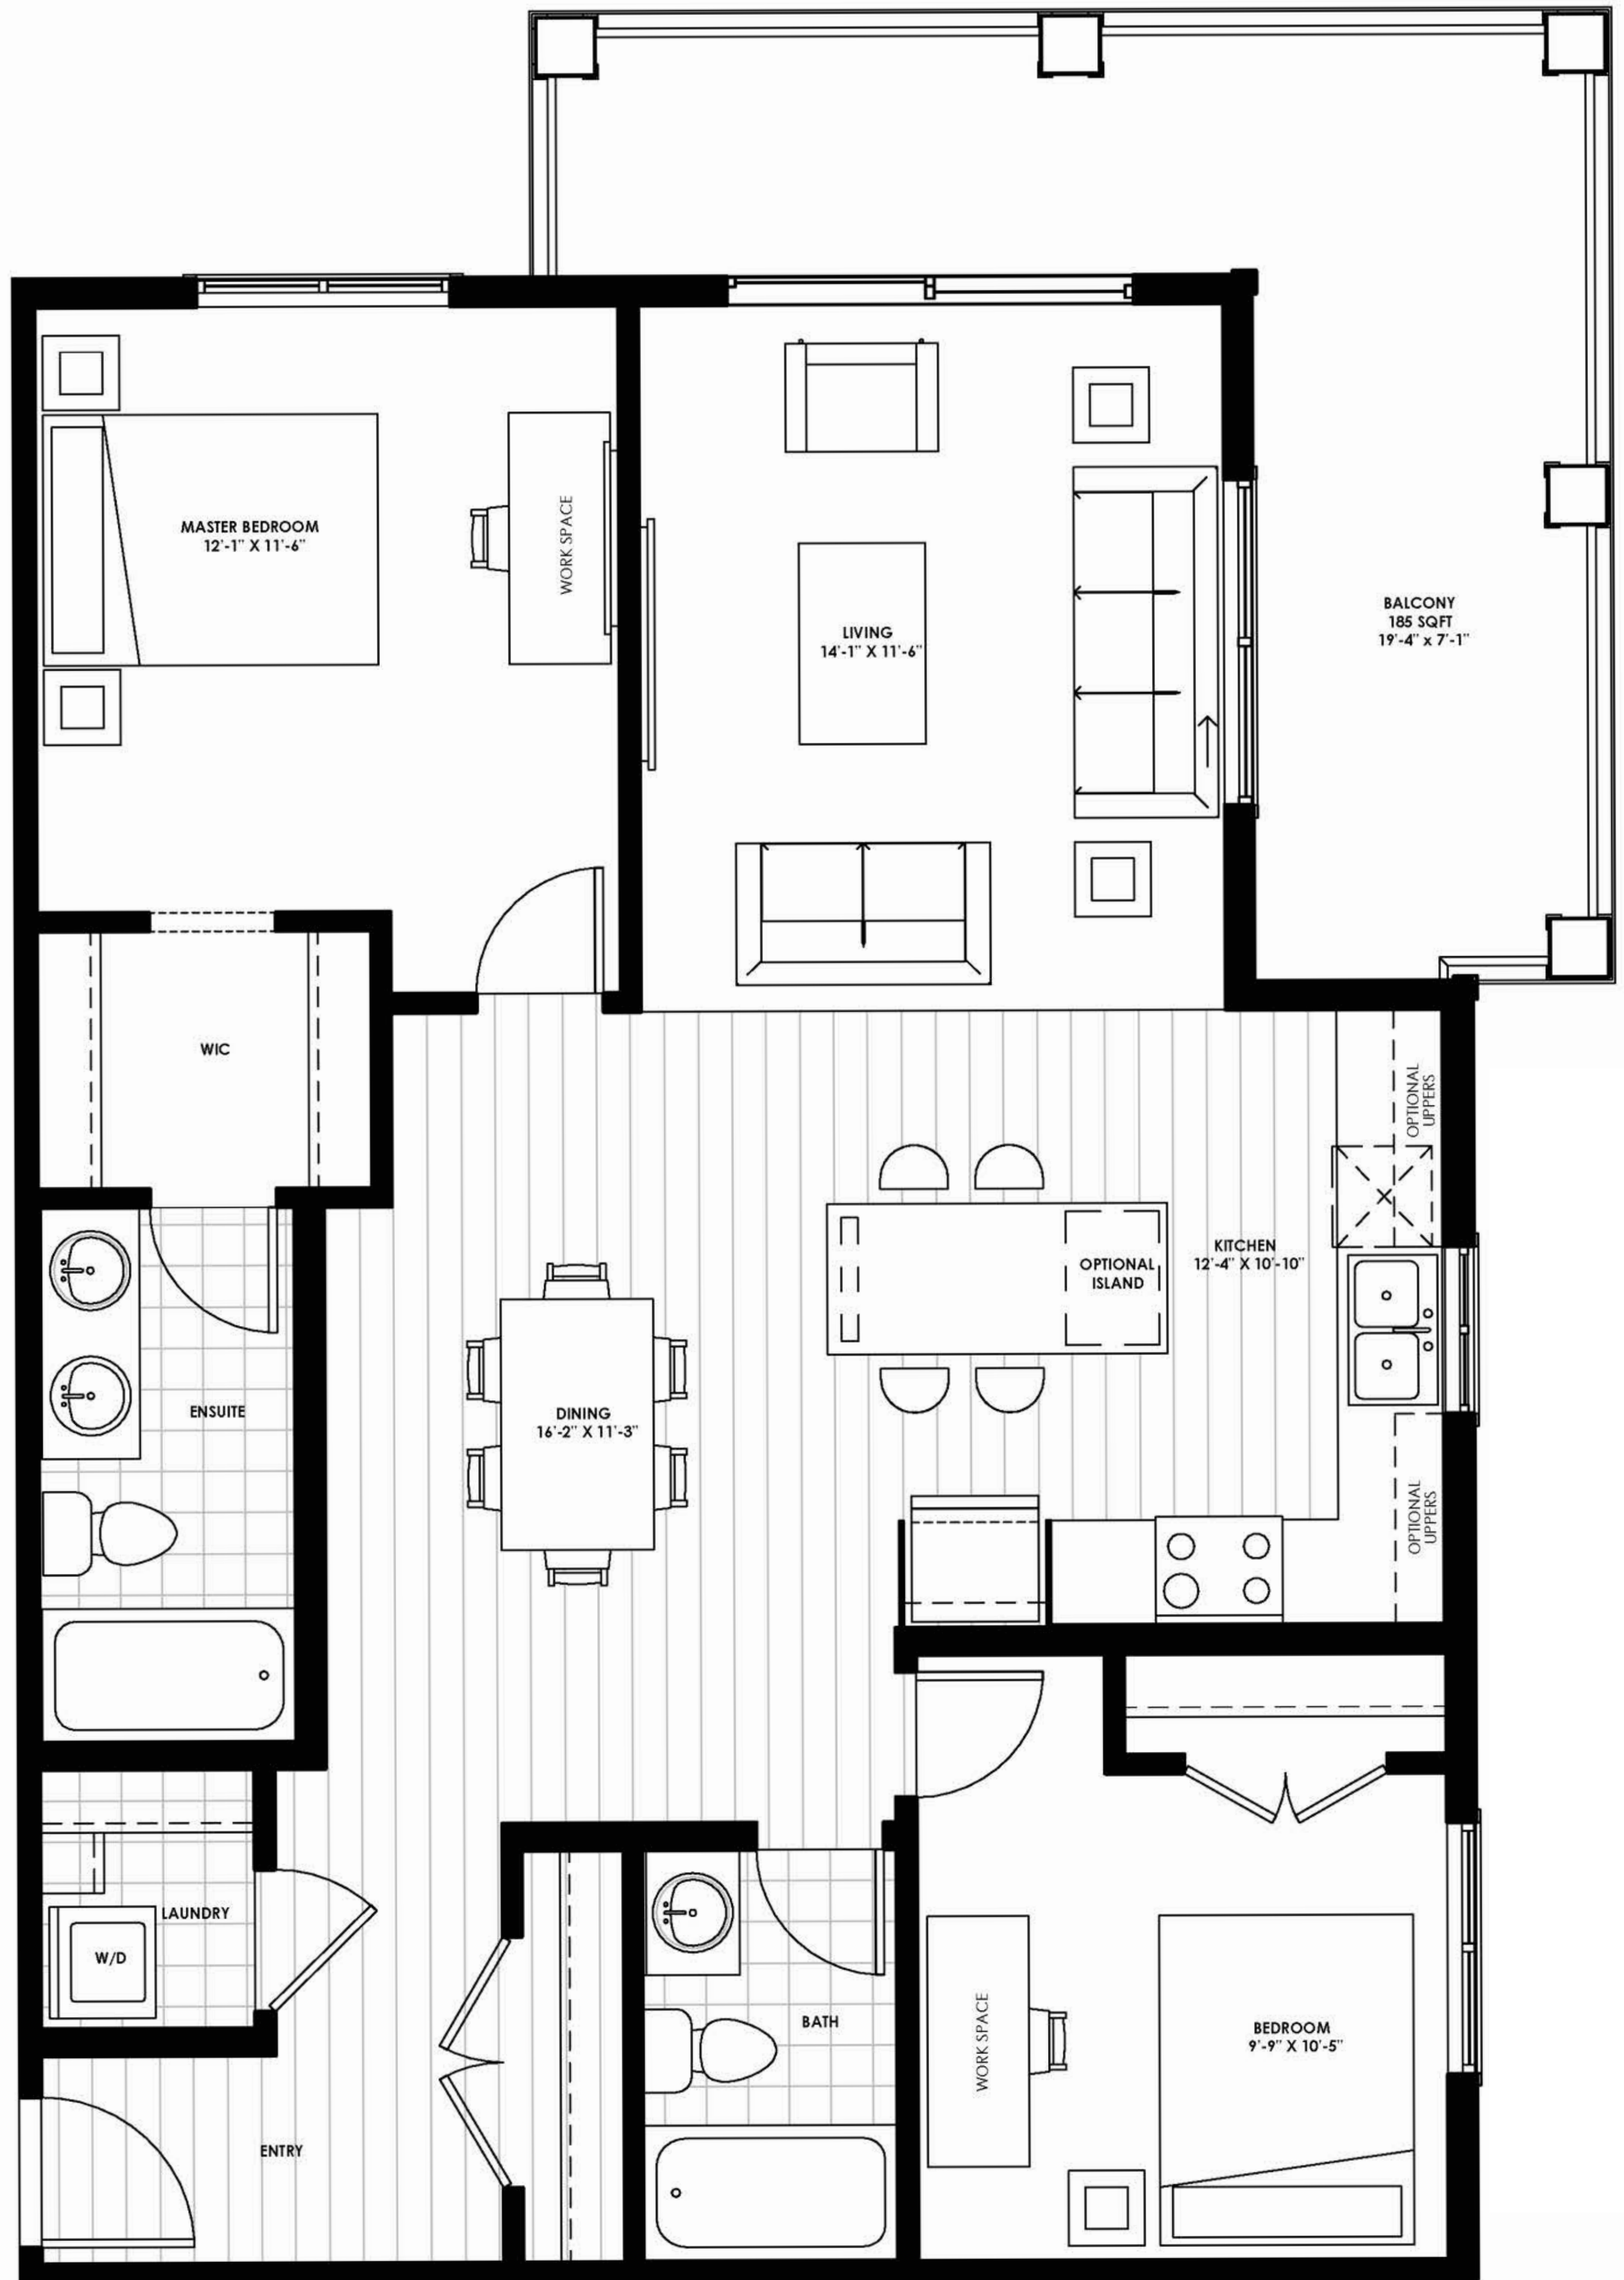 MASTER BEDROOM
12'-1" X 11'-6"
WORK SPACE
LIVING
14'-1" X 11'-6"
BALCONY
185 SQFT
19'-4" x 7'-1"
WIC
OPTIONAL
UPPERS
KITCHEN
12'-4" X 10'-10"
OPTIONAL
ISLAND
ENSUITE
DINING
16'-2" X 11'-3"
OPTIONAL
UPPERS
LAUNDRY
W/D
BATH
WORK SPACE
BEDROOM
9'-9" X 10'-5"
ENTRY